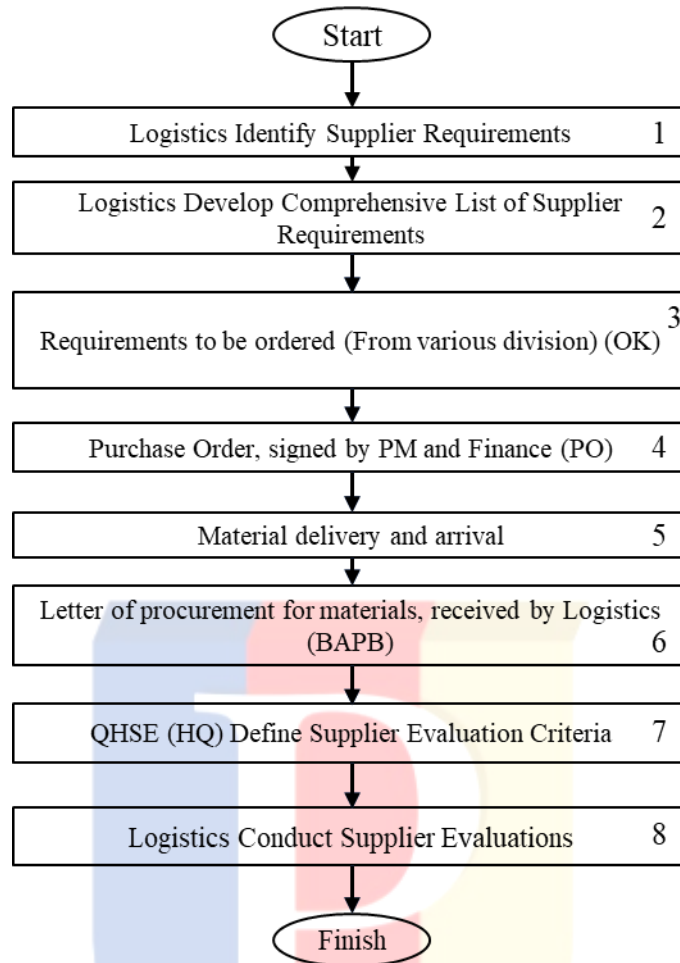 Start
Logistics Identify Supplier Requirements 1
Logistics Develop Comprehensive List of Supplier
Requirements 2
Requirements to be ordered (From various division) (OK) 3
Purchase Order, signed by PM and Finance (PO) 4
Material delivery and arrival 5
Letter of procurement for materials, received by Logistics
(BAPB) 6
QHSE (HQ) Define Supplier Evaluation Criteria 7
Logistics Conduct Supplier Evaluations 8
Finish